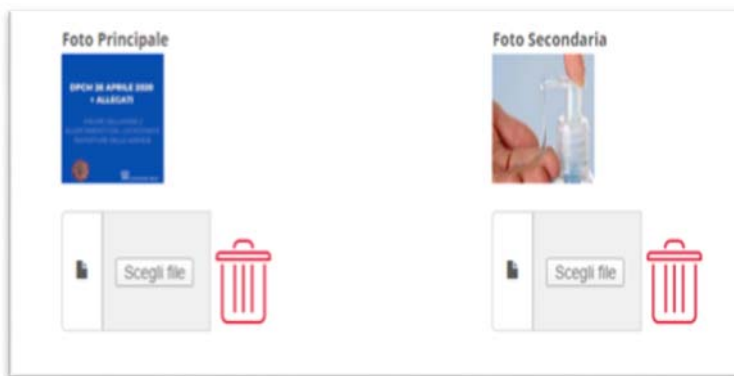 Foto Principale
Foto Secondaria
DPCM 26 APRILE 2020
+ ALLEGATI
Scegli file
Scegli file